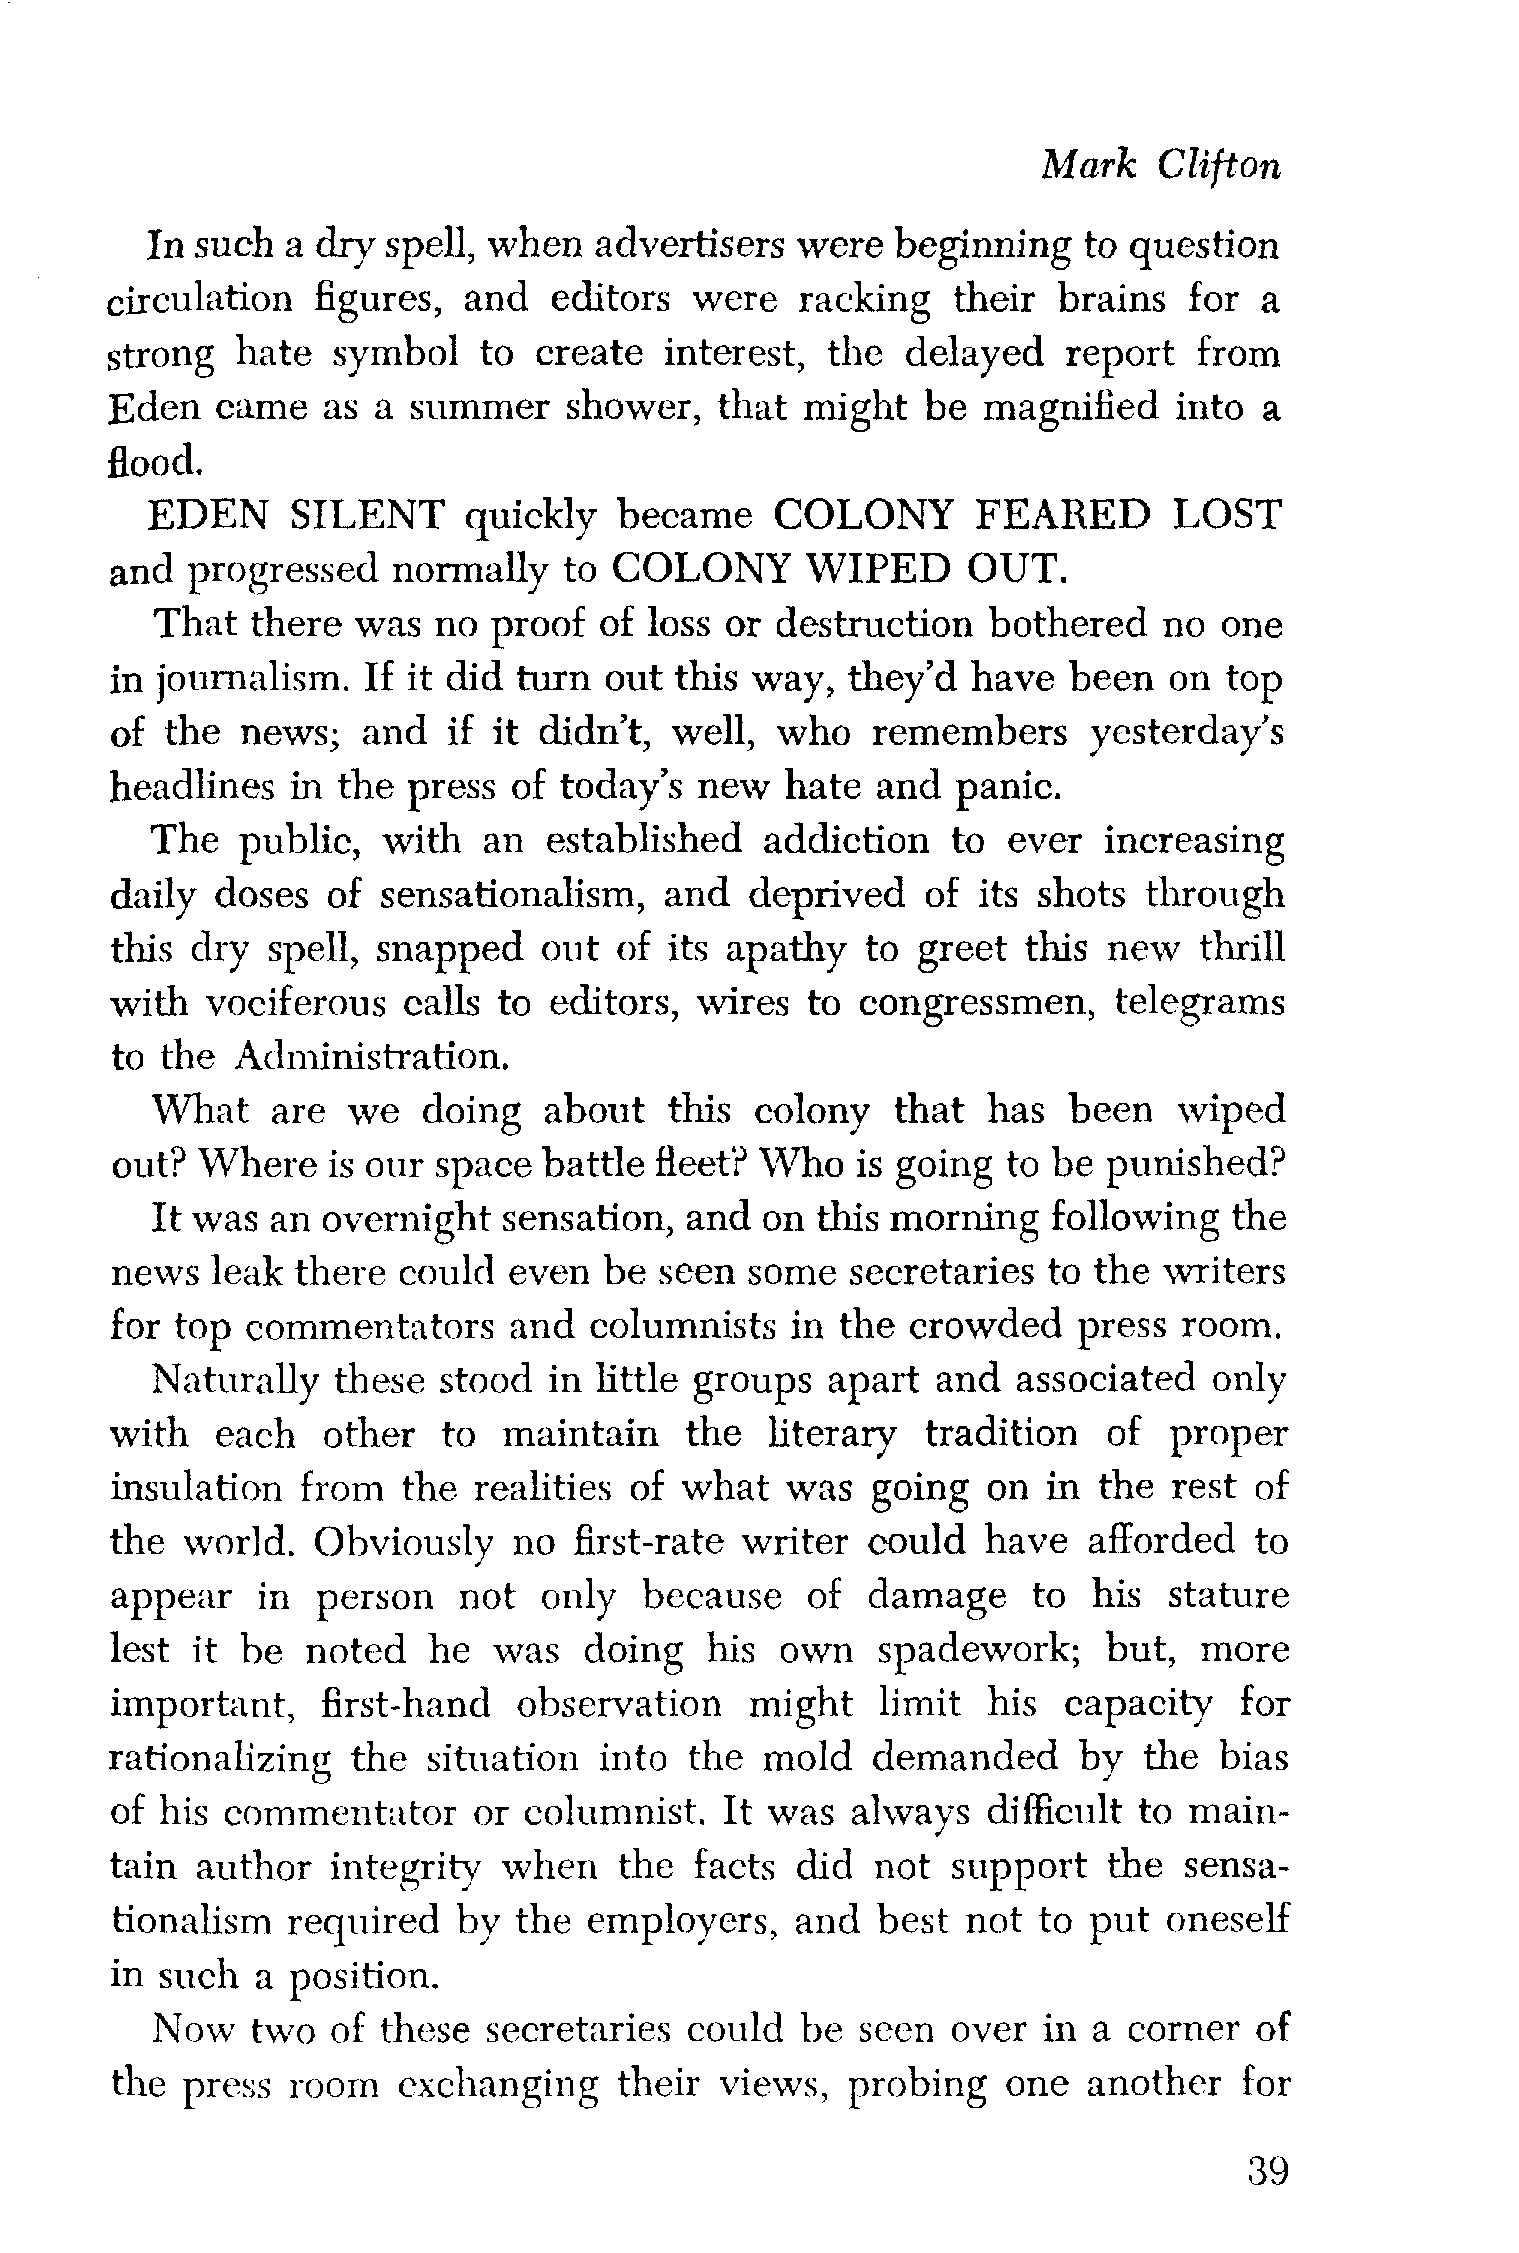 Mark Clifton
In such a dry spell, when advertisers were beginning to question
circulation figures, and editors were racking their brains for a
strong hate symbol to create interest, the delayed report from
Eden came as a summer shower, that might be magnified into a
flood.
EDEN SILENT quickly became COLONY FEARED LOST
and progressed normally to COLONY WIPED OUT.
That there was no proof of loss or destruction bothered no one
in journalism. If it did turn out this way, they'd have been on top
of the news; and if it didn't, well, who remembers yesterday's
headlines in the press of today's new hate and panic.
The public, with an established addiction to ever increasing
daily doses of sensationalism, and deprived of its shots through
this dry spell, snapped out of its apathy to greet this new thrill
with vociferous calls to editors, wires to congressmen, telegrams
to the Administration.
What are we doing about this colony that has been wiped
out? Where is our space battle fleet? Who is going to be punished?
It was an overnight sensation, and on this morning following the
news leak there could even be seen some secretaries to the writers
for top commentators and columnists in the crowded press room.
Naturally these stood in little groups apart and associated only
with each other to maintain the literary tradition of proper
insulation from the realities of what was going on in the rest of
the world. Obviously no first-rate writer could have afforded to
appear in person not only because of damage to his stature
lest it be noted he was doing his own spadework; but, more
important, first-hand observation might limit his capacity for
rationalizing the situation into the mold demanded by the bias
of his commentator or columnist. It was always difficult to main-
tain author integrity when the facts did not support the sensa-
tionalism required by the employers, and best not to put oneself
in such a position.
Now two of these secretaries could be seen over in a corner of
the press room exchanging their views, probing one another for
39